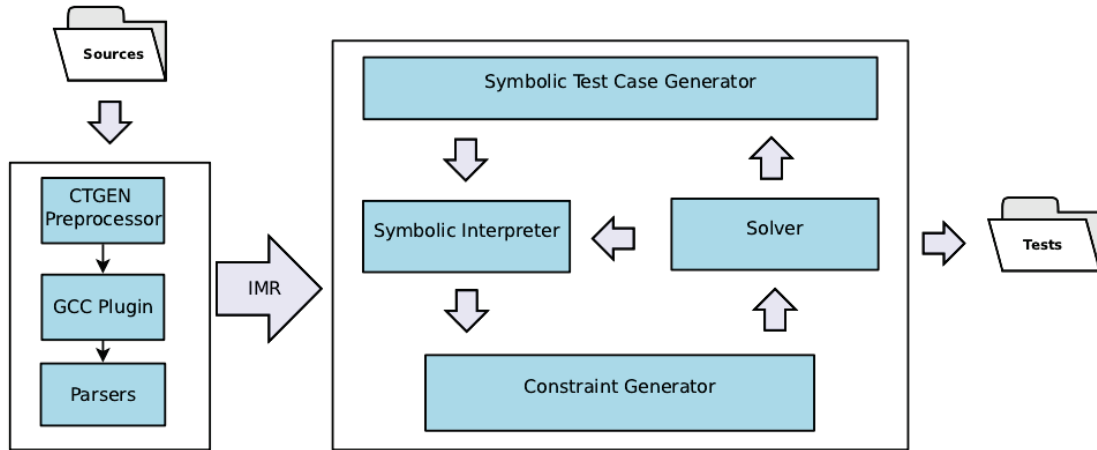 Sources
CTGEN
Preprocessor
GCC Plugin
Parsers
IMR
Symbolic Test Case Generator
Symbolic Interpreter
Solver
Constraint Generator
Tests